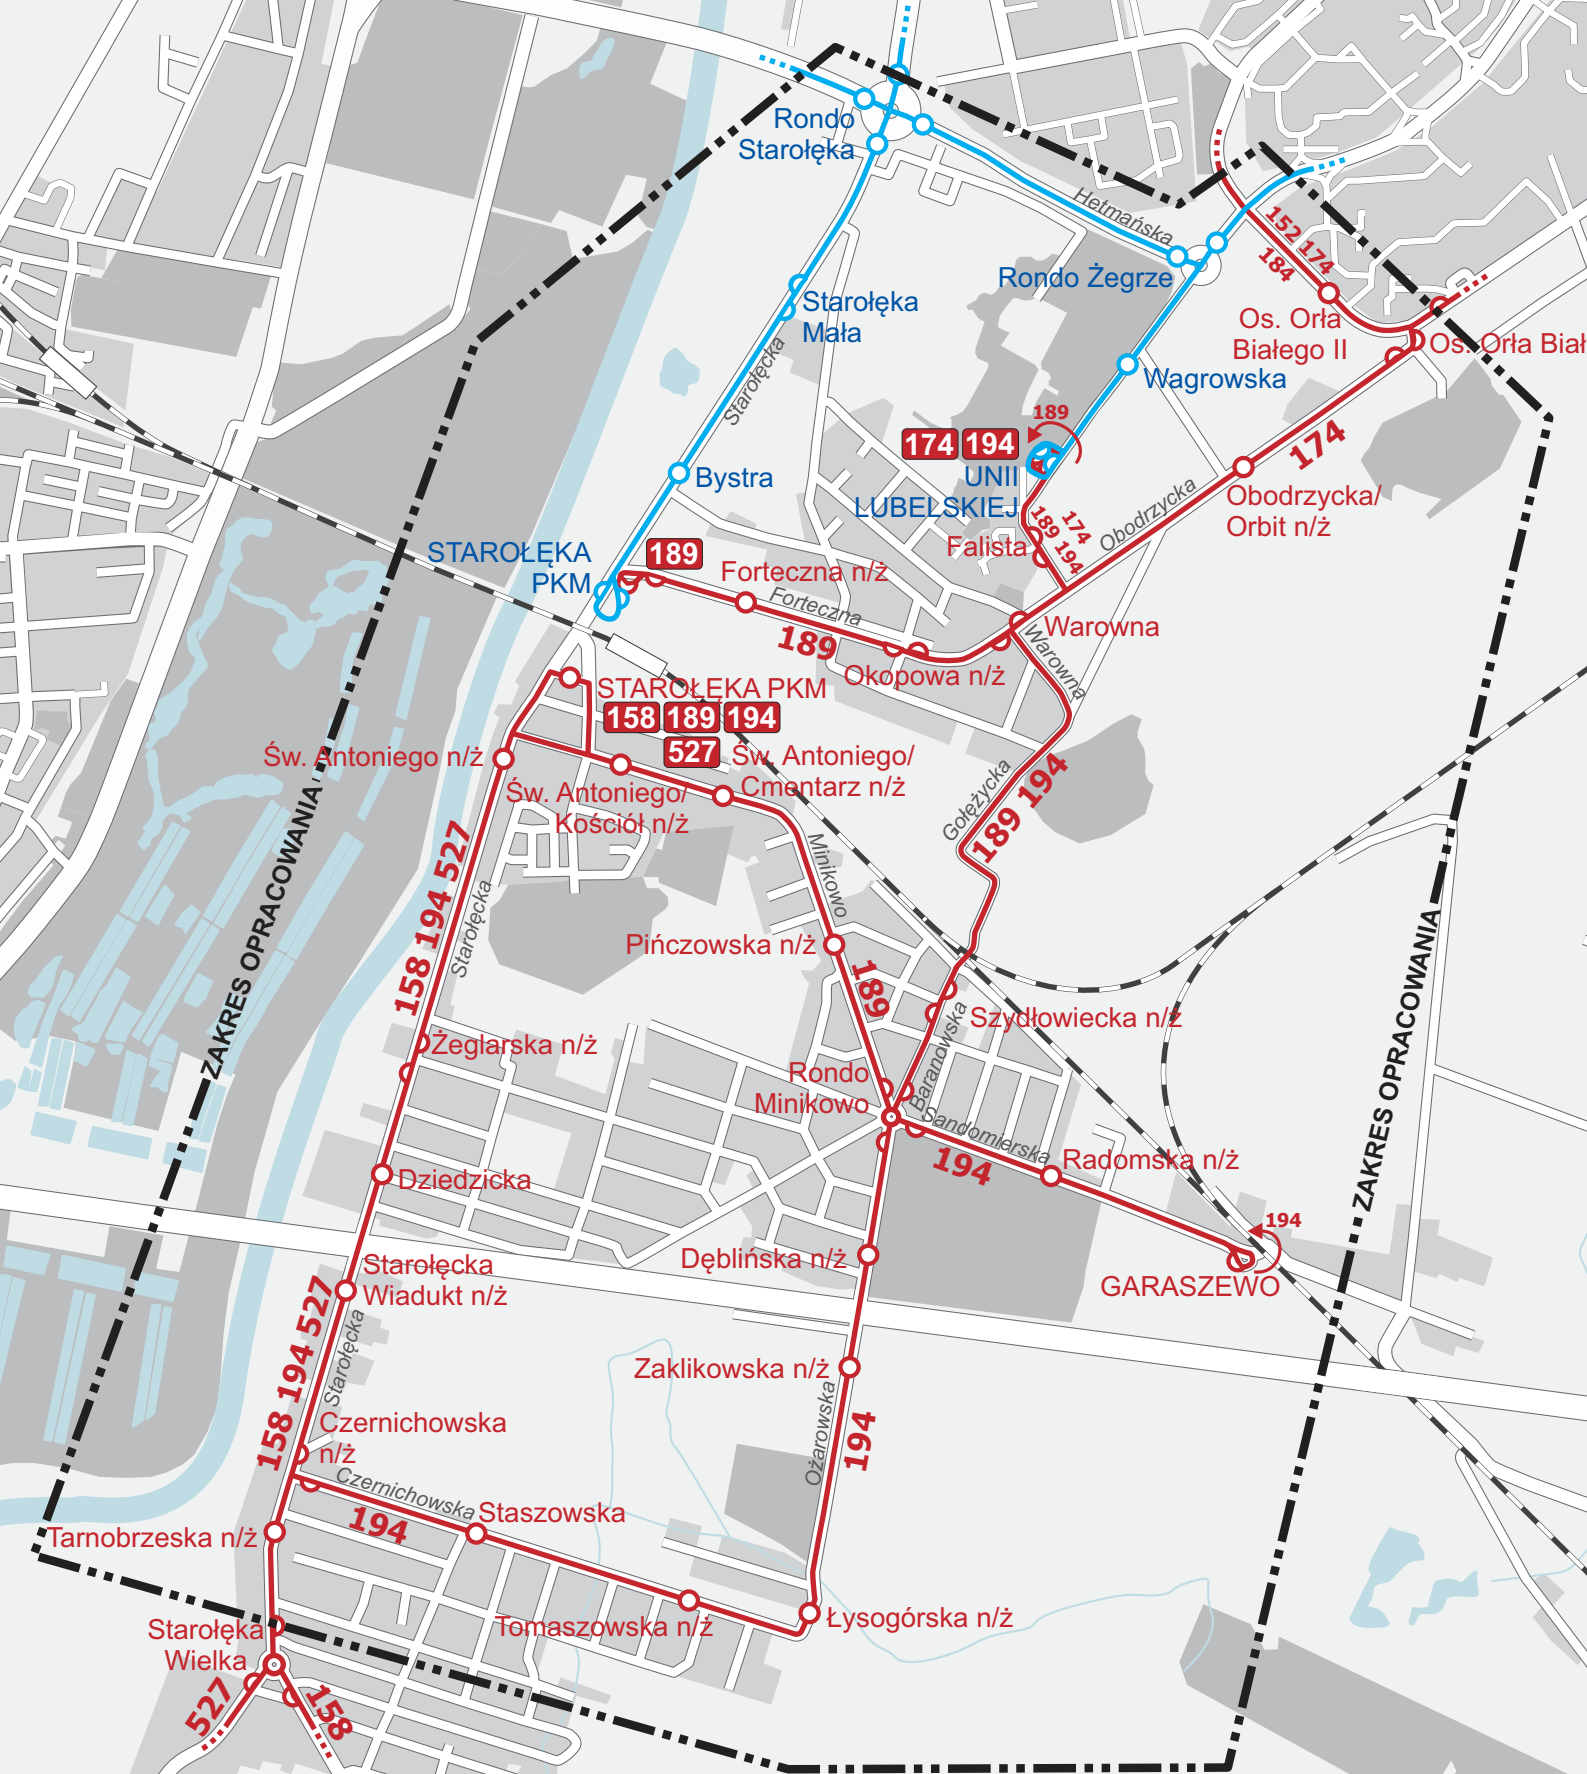 Rondo
Starołęka
Hetmańska
Rondo Żegrze
152 174
184
Os. Orła
Białego II
Os. Orła Biał
Starołęka
Mała
Starołęcka
Wagrowska
189
174 194
UNII
LUBELSKIEJ
174
Bystra
Obodrzycka/
Orbit n/ż
Obodrzycka
174
189 194
Falista
STAROŁĘKA
PKM
189
Forteczna n/ż
Forteczna
189
Warowna
Warowna
Okopowa n/ż
STAROŁĘKA PKM
158 189 194
527
Św. Antoniego n/ż
Św. Antoniego/
Cmentarz n/ż
Św. Antoniego/
Kościół n/ż
Gołężycka
189 194
ZAKRES OPRACOWANIA
158 194 527
Starołęcka
Minikowo
Pińczowska n/ż
189
ZAKRES OPRACOWANIA
Szydłowiecka n/ż
Żeglarska n/ż
Baranowska
Rondo
Minikowo
Sandomierska
194
Radomska n/ż
Dziedzicka
194
GARASZEWO
Dęblińska n/ż
Starołęcka
Wiadukt n/ż
158 194 527
Starołęcka
Zaklikowska n/ż
Ożarowska
194
Czernichowska
n/ż
Czernichowska
194
Staszowska
Tarnobrzeska n/ż
Tomaszowska n/ż
Łysogórska n/ż
Starołęka
Wielka
527
158